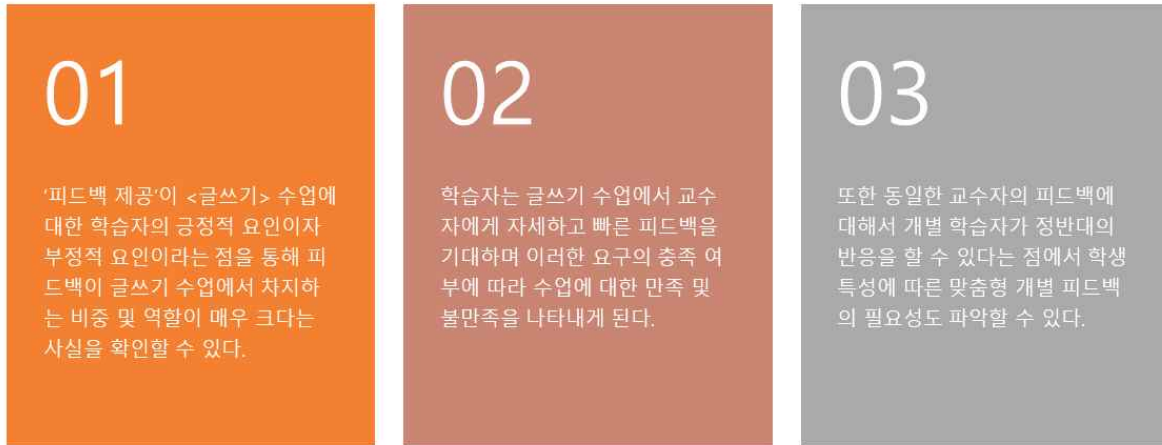 01
'피드백 제공'이 <글쓰기> 수업에
대한 학습자의 긍정적 요인이자
부정적 요인이라는 점을 통해 피
드백이 글쓰기 수업에서 차지하
는 비중 및 역할이 매우 크다는
사실을 확인할 수 있다.
02
학습자는 글쓰기 수업에서 교수
자에게 자세하고 빠른 피드백을
기대하며 이러한 요구의 충족 여
부에 따라 수업에 대한 만족 및
불만족을 나타내게 된다.
03
또한 동일한 교수자의 피드백에
대해서 개별 학습자가 정반대의
반응을 할 수 있다는 점에서 학생
특성에 따른 맞춤형 개별 피드백
의 필요성도 파악할 수 있다.